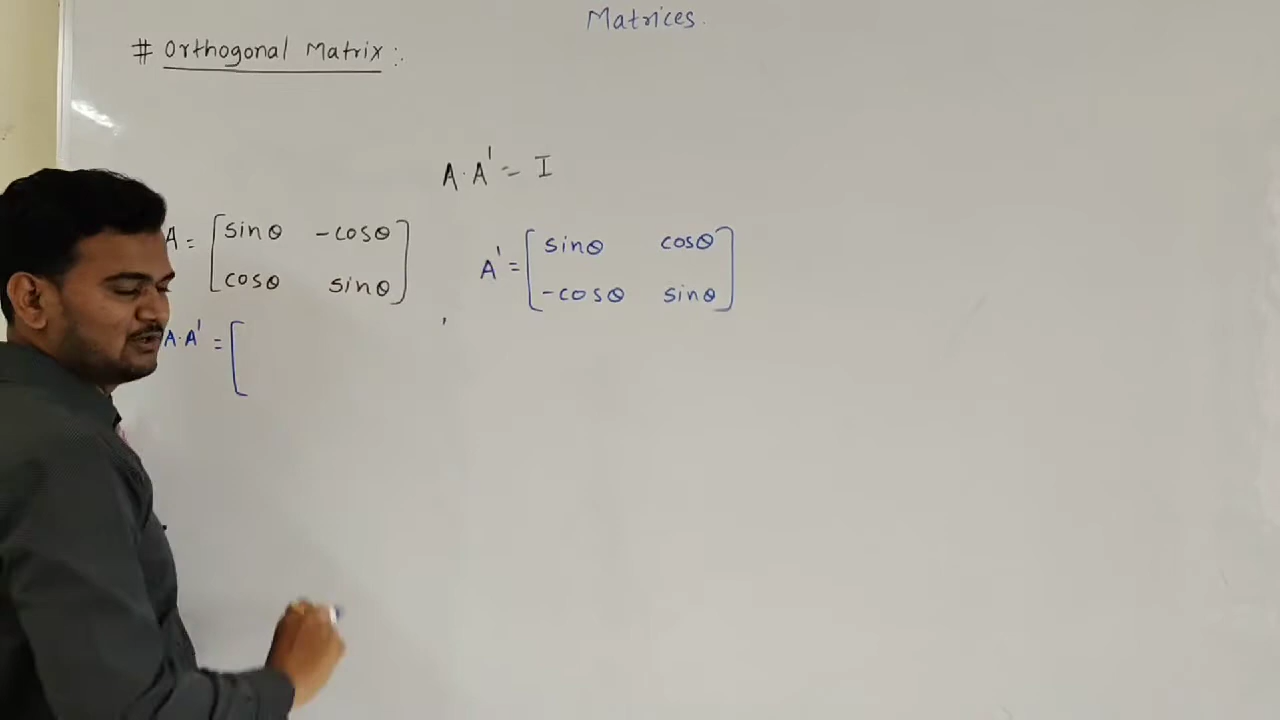 Matrices.
# Orthogonal Matrix :
A·A' = I
A = [sinθ -cosθ
cosθ sinθ]
A' = [sinθ cosθ
-cosθ sinθ]
A·A' = [